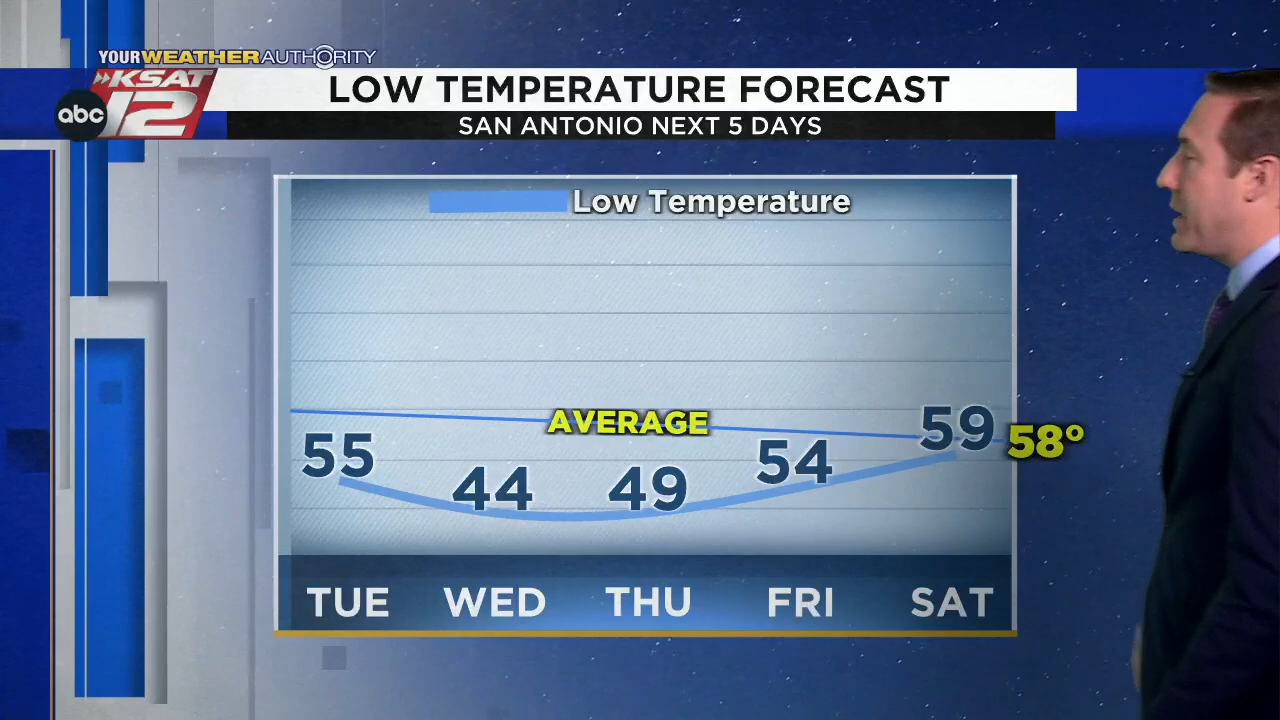 YOURWEATHERAUTHORITY
KSAT
abc 12
LOW TEMPERATURE FORECAST
SAN ANTONIO NEXT 5 DAYS
Low Temperature
AVERAGE
55 44 49 54 59 58°
TUE WED THU FRI SAT